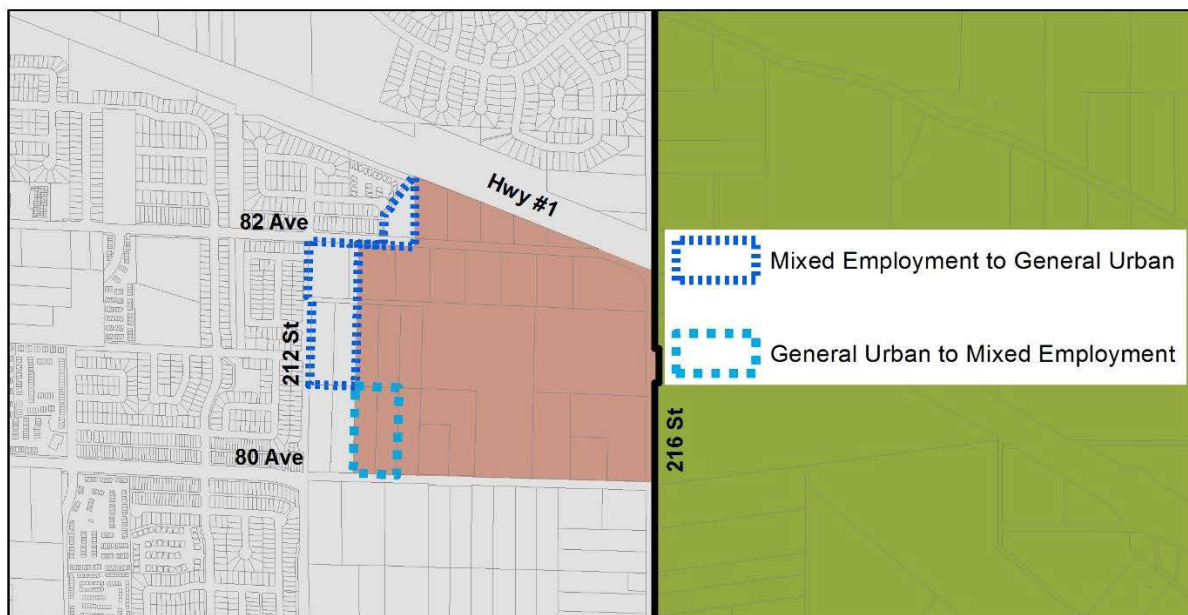 Hwy #1
82 Ave
Mixed Employment to General Urban
212 St
General Urban to Mixed Employment
216 St
80 Ave